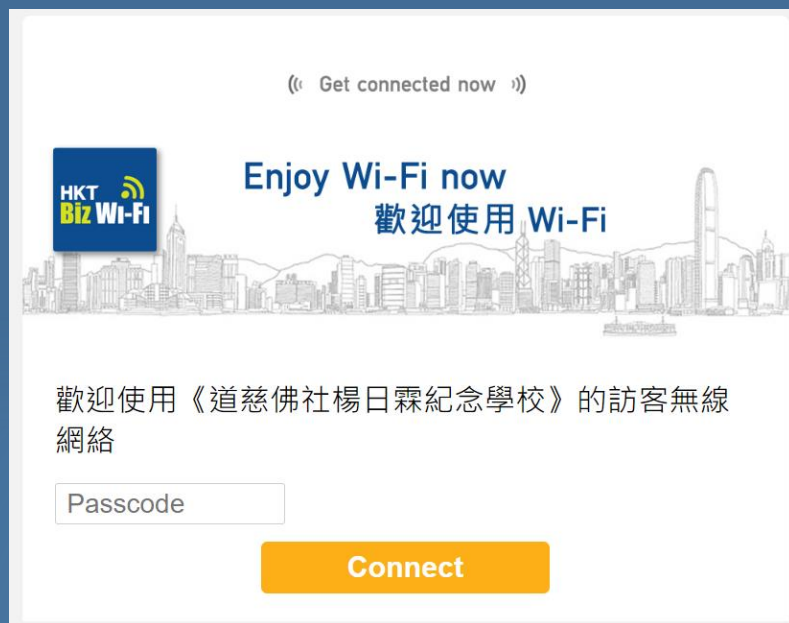 Get connected now
HKT
Biz Wi-Fi
Enjoy Wi-Fi now
歡迎使用 Wi-Fi
歡迎使用《道慈佛社楊日霖紀念學校》的訪客無線
網絡
Passcode
Connect